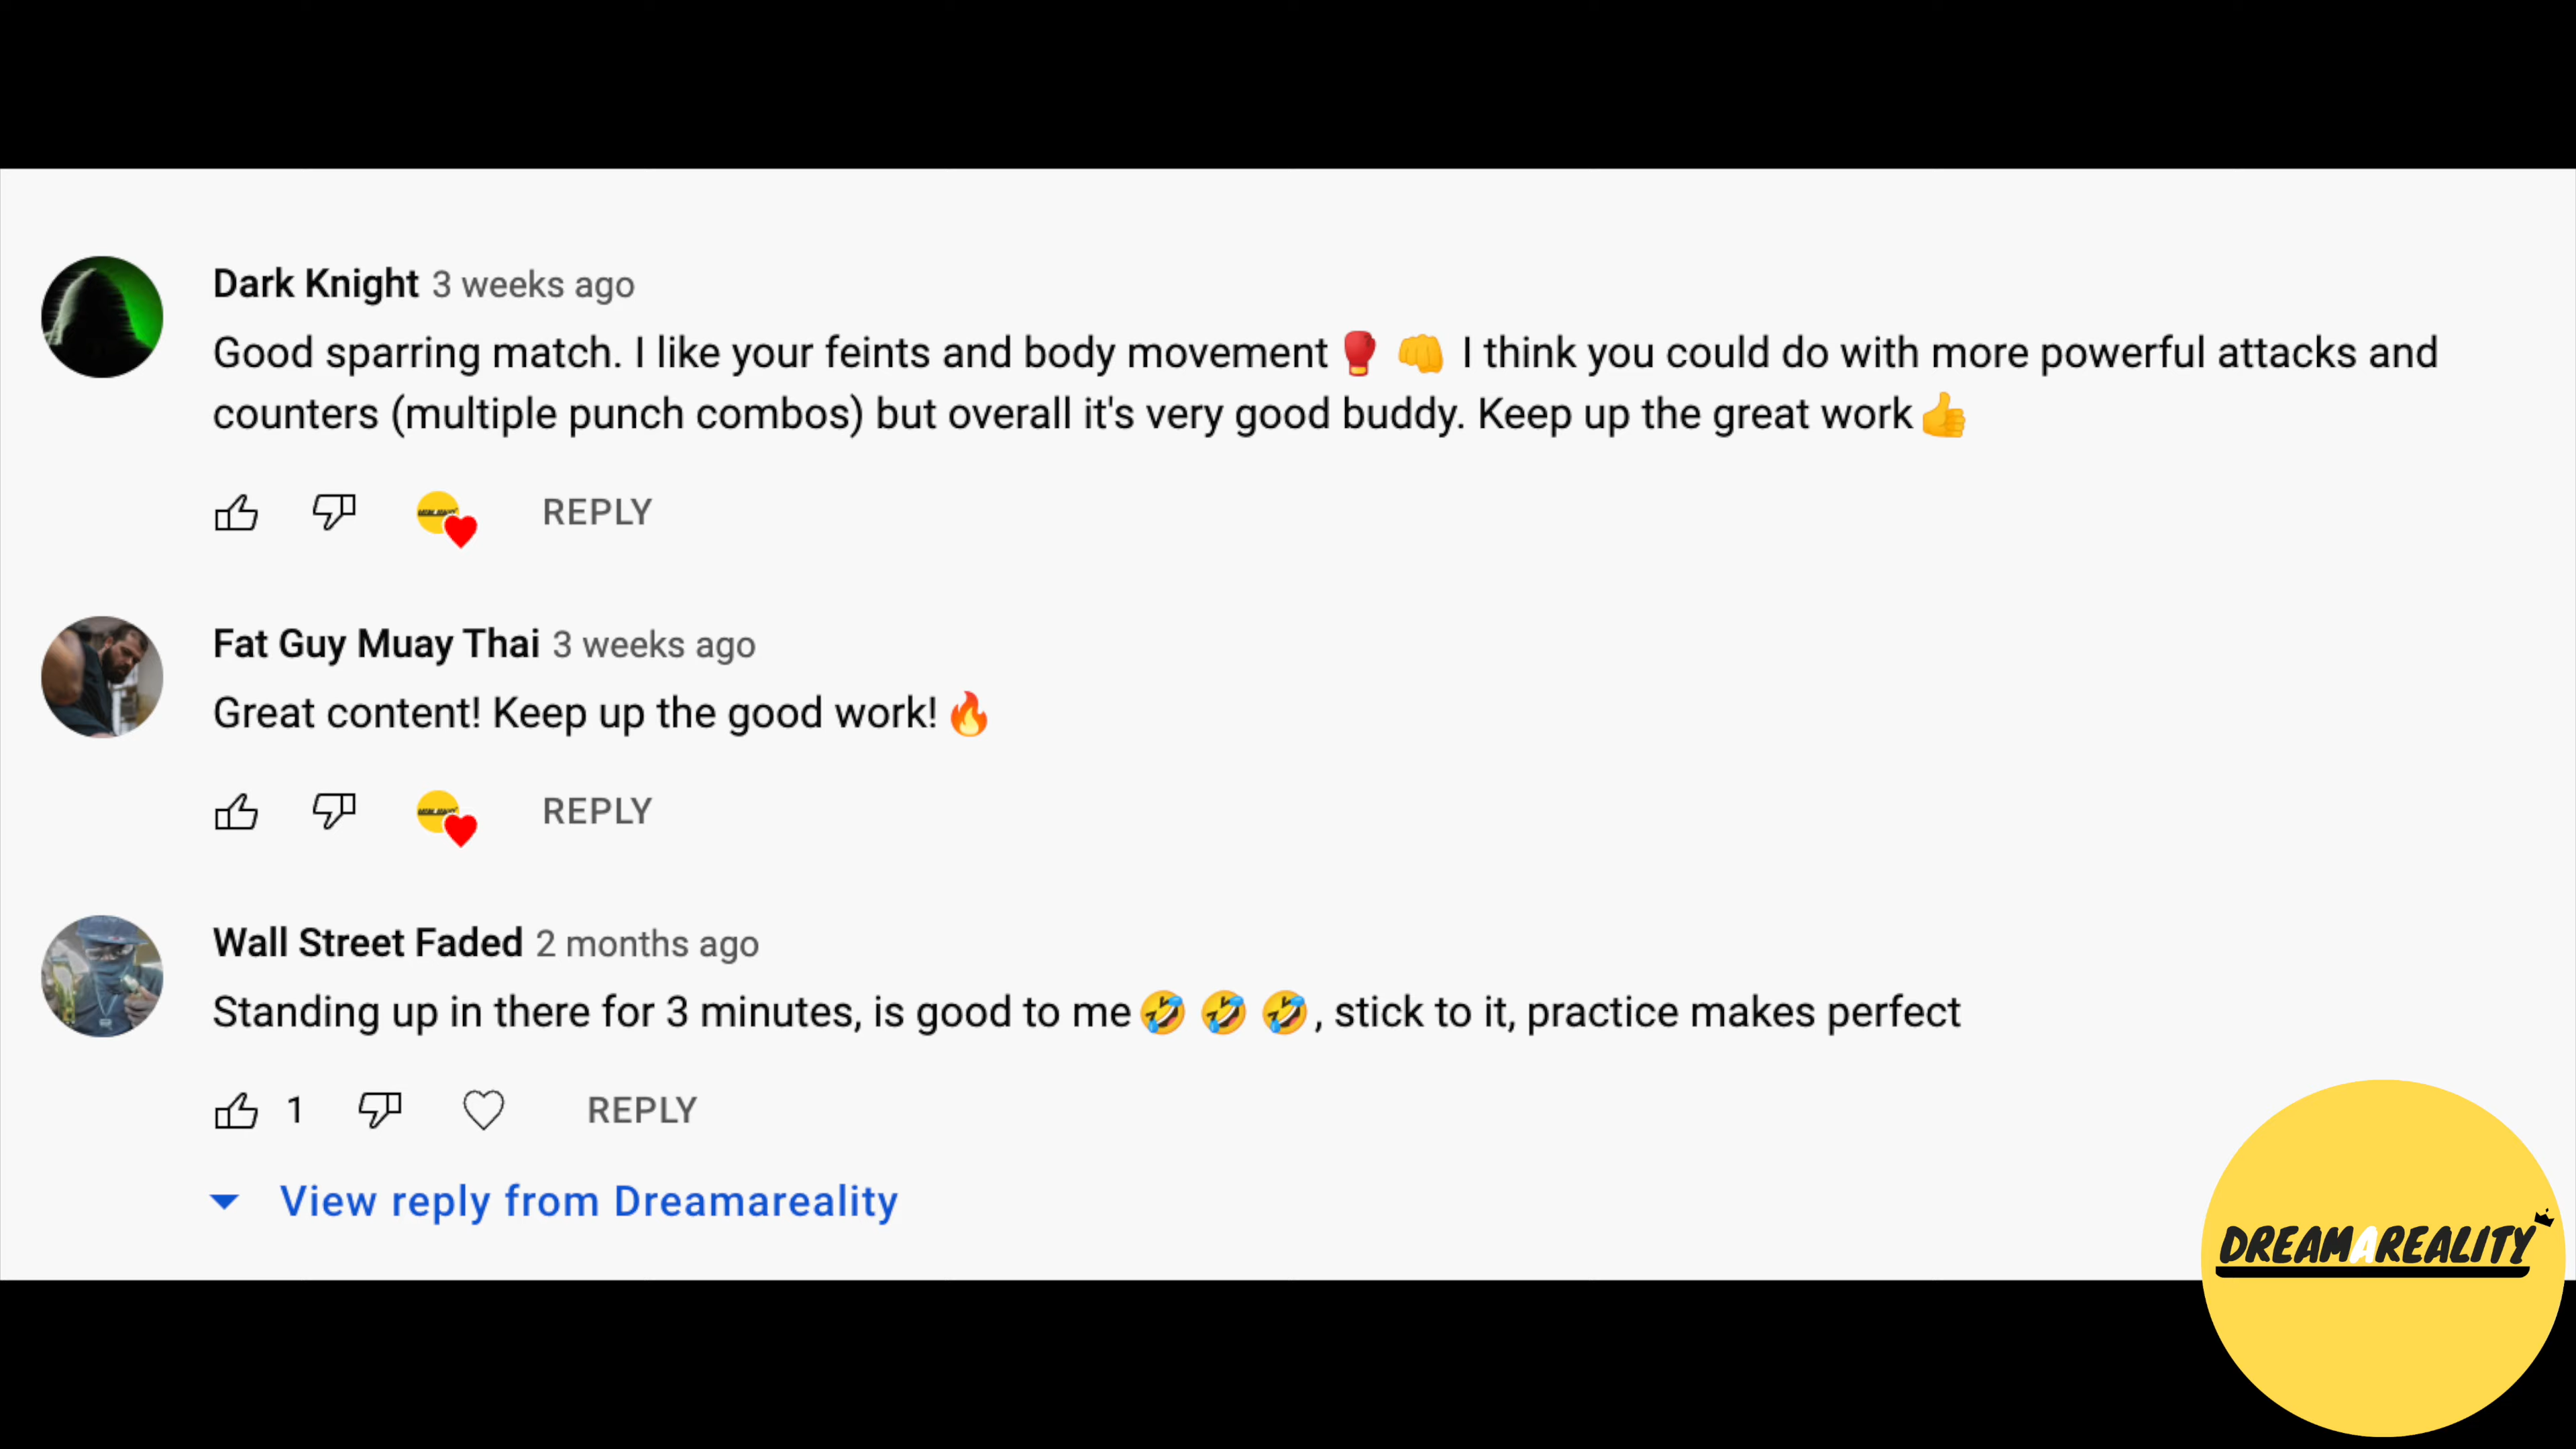 Dark Knight 3 weeks ago
Good sparring match. I like your feints and body movement🥊 👊 I think you could do with more powerful attacks and
counters (multiple punch combos) but overall it's very good buddy. Keep up the great work👍
REPLY
Fat Guy Muay Thai 3 weeks ago
Great content! Keep up the good work!🔥
REPLY
Wall Street Faded 2 months ago
Standing up in there for 3 minutes, is good to me🤣 🤣 🤣, stick to it, practice makes perfect
1 REPLY
View reply from Dreamareality
DREAMAREALITY